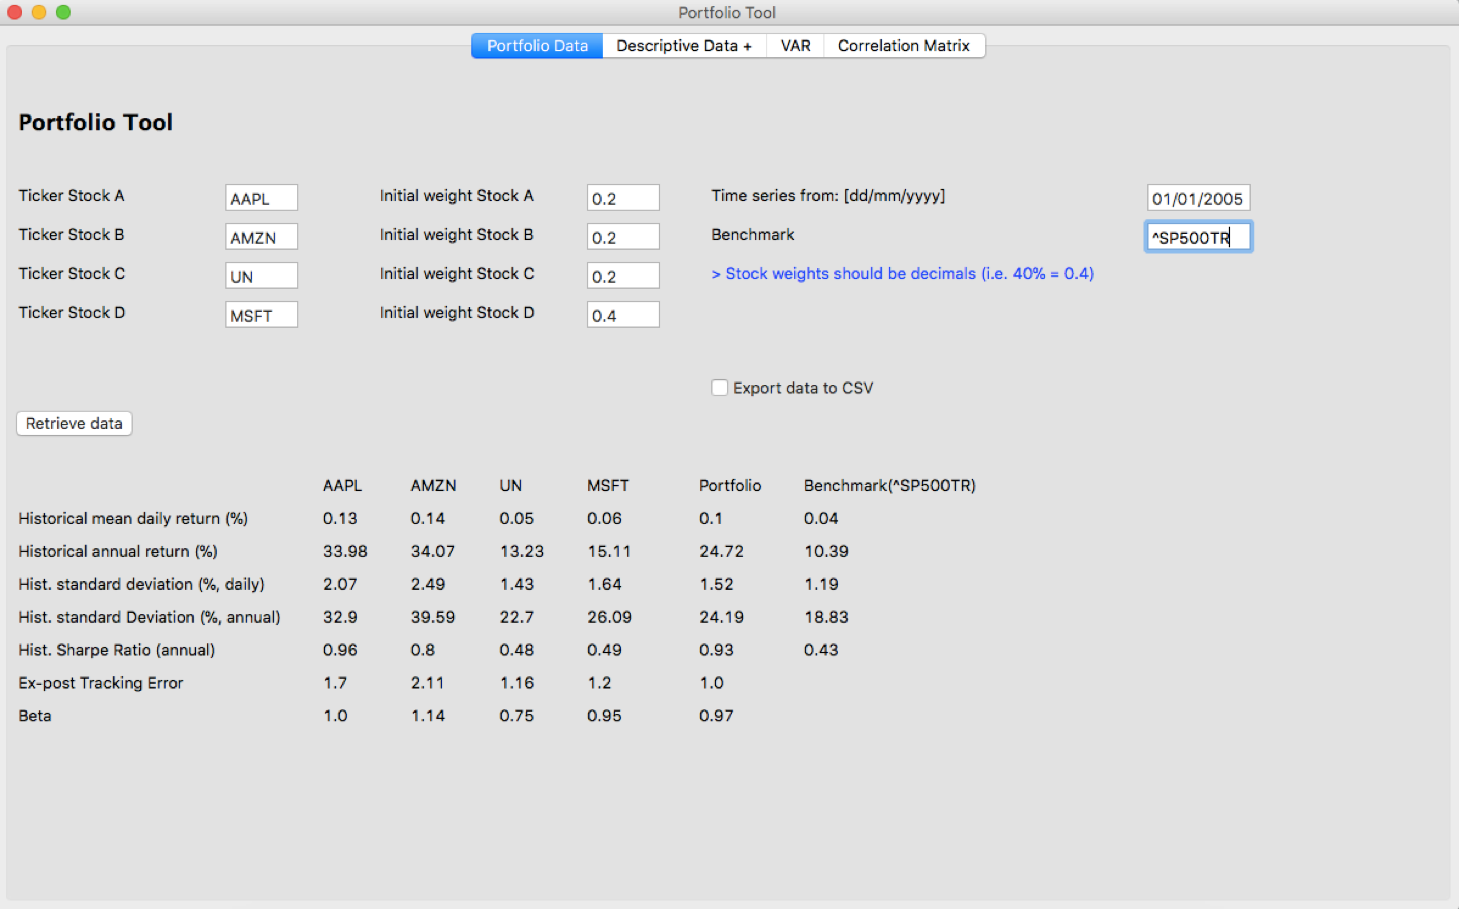 Portfolio Tool
Portfolio Data Descriptive Data + VAR Correlation Matrix
Portfolio Tool
Ticker Stock A AAPL Initial weight Stock A 0.2 Time series from: [dd/mm/yyyy] 01/01/2005
Ticker Stock B AMZN Initial weight Stock B 0.2 Benchmark ^SP500TR
Ticker Stock C UN Initial weight Stock C 0.2 > Stock weights should be decimals (i.e. 40% = 0.4)
Ticker Stock D MSFT Initial weight Stock D 0.4
Export data to CSV
Retrieve data
AAPL AMZN UN MSFT Portfolio Benchmark(^SP500TR)
Historical mean daily return (%) 0.13 0.14 0.05 0.06 0.1 0.04
Historical annual return (%) 33.98 34.07 13.23 15.11 24.72 10.39
Hist. standard deviation (%, daily) 2.07 2.49 1.43 1.64 1.52 1.19
Hist. standard Deviation (%, annual) 32.9 39.59 22.7 26.09 24.19 18.83
Hist. Sharpe Ratio (annual) 0.96 0.8 0.48 0.49 0.93 0.43
Ex-post Tracking Error 1.7 2.11 1.16 1.2 1.0
Beta 1.0 1.14 0.75 0.95 0.97